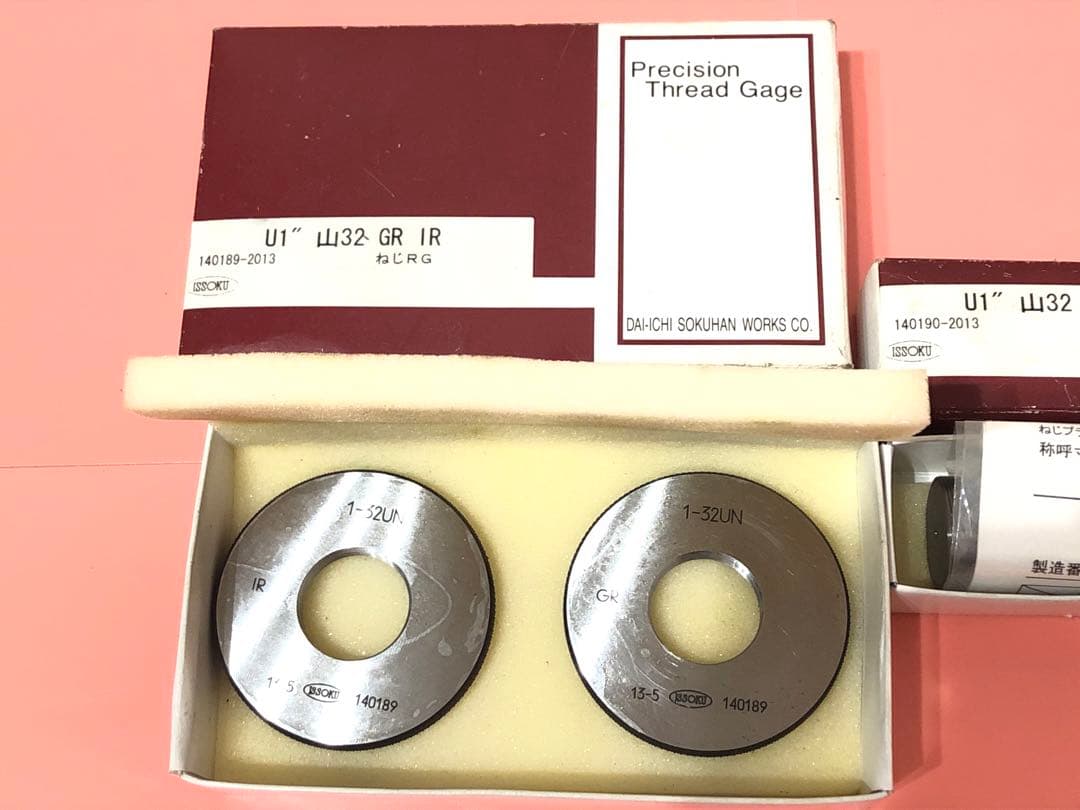 Precision
Thread Gage
U1″ 山32 GR IR
140189-2013
ねじRG
ISSOKU
DAI-ICHI SOKUHAN WORKS CO.
U1″ 山32
140190-2013
ISSOKU
称呼
製造番
1-32UN
IR
ISSOKU 140189
1-32UN
GR
13-5 ISSOKU 140189